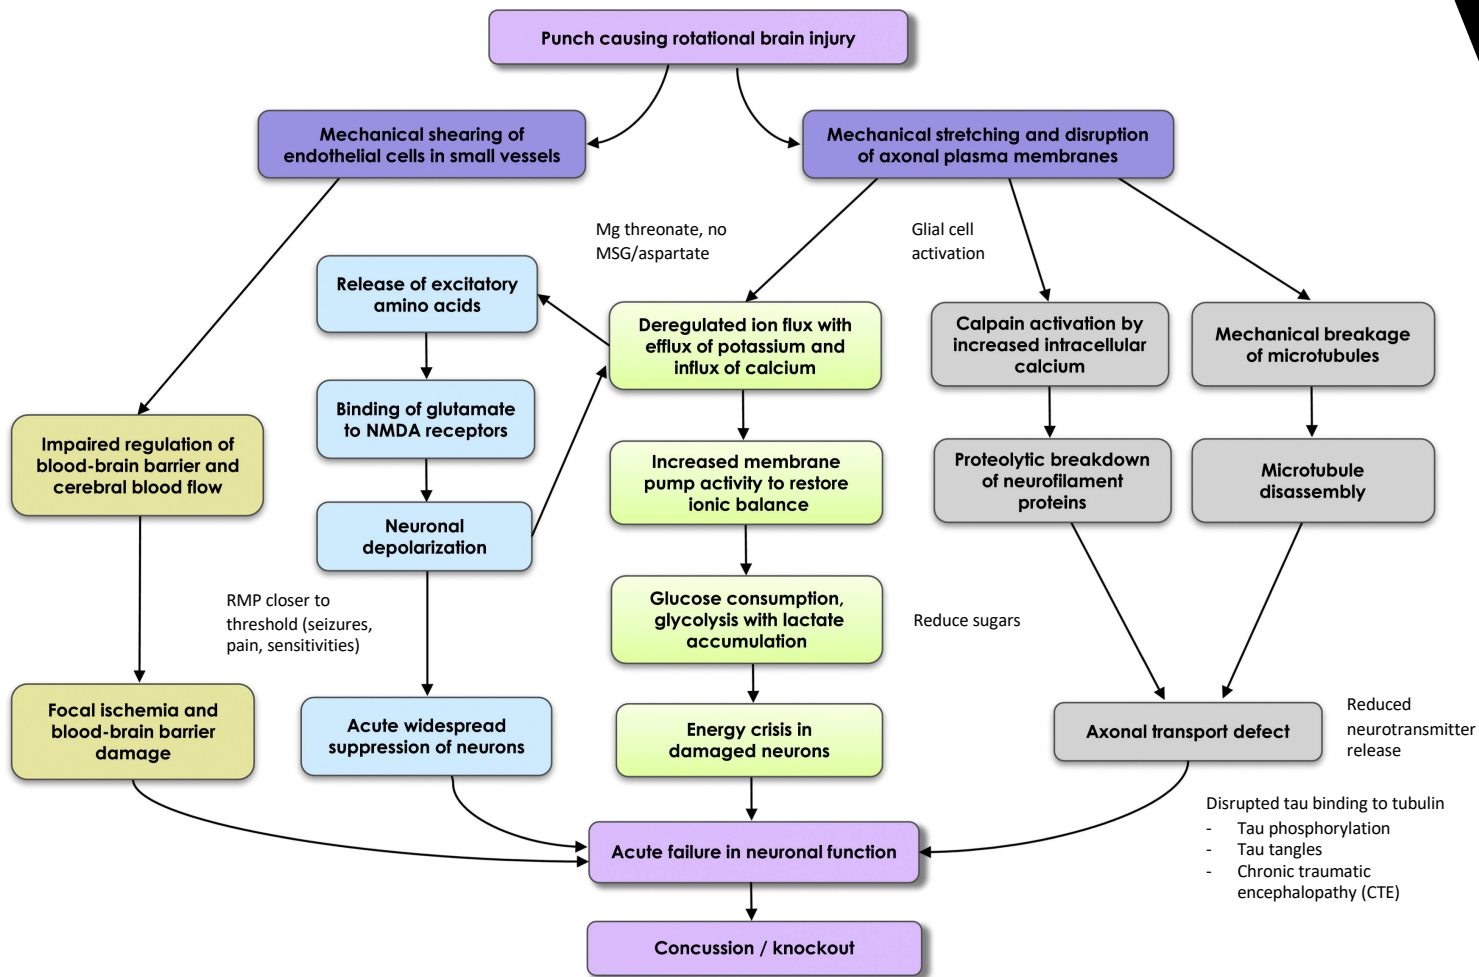 Punch causing rotational brain injury
Mechanical shearing of
endothelial cells in small vessels
Mechanical stretching and disruption
of axonal plasma membranes
Mg threonate, no
MSG/aspartate
Glial cell
activation
Release of excitatory
amino acids
Deregulated ion flux with
efflux of potassium and
influx of calcium
Calpain activation by
increased intracellular
calcium
Mechanical breakage
of microtubules
Binding of glutamate
to NMDA receptors
Impaired regulation of
blood-brain barrier and
cerebral blood flow
Increased membrane
pump activity to restore
ionic balance
Proteolytic breakdown
of neurofilament
proteins
Microtubule
disassembly
Neuronal
depolarization
RMP closer to
threshold (seizures,
pain, sensitivities)
Glucose consumption,
glycolysis with lactate
accumulation
Reduce sugars
Focal ischemia and
blood-brain barrier
damage
Acute widespread
suppression of neurons
Energy crisis in
damaged neurons
Axonal transport defect
Reduced
neurotransmitter
release
Disrupted tau binding to tubulin
- Tau phosphorylation
- Tau tangles
- Chronic traumatic
encephalopathy (CTE)
Acute failure in neuronal function
Concussion / knockout